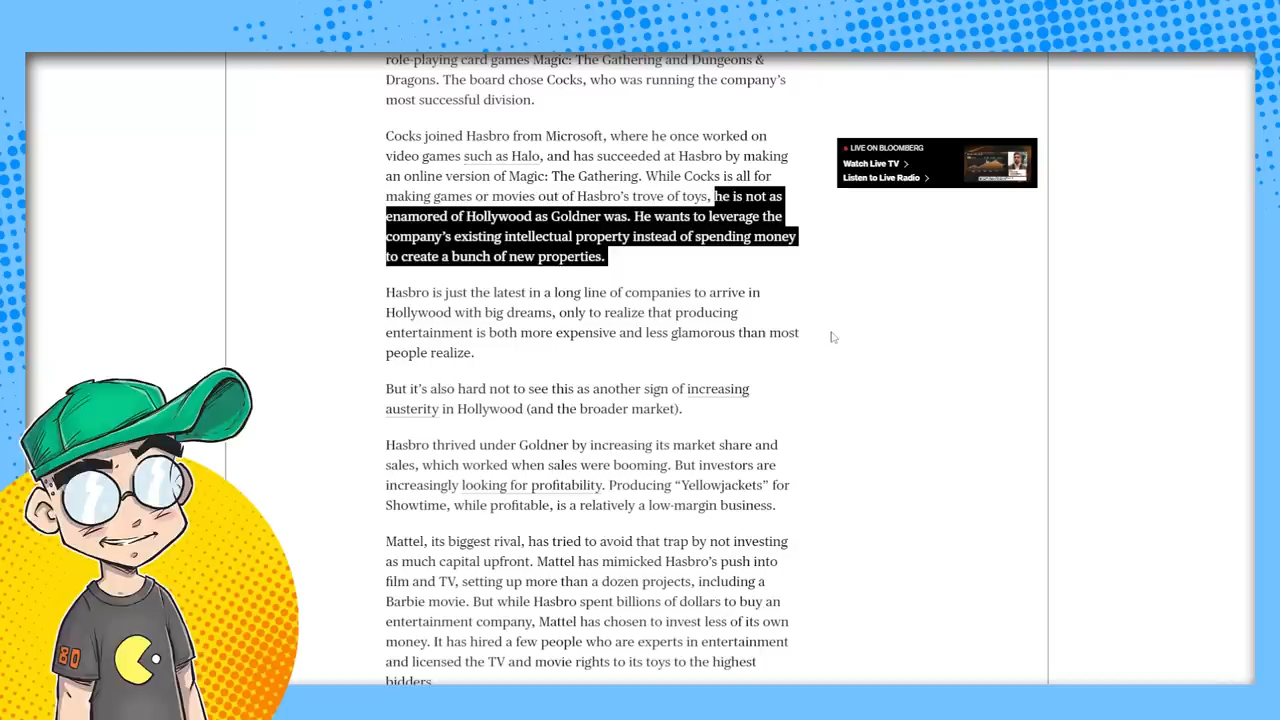 role-playing card games Magic: The Gathering and Dungeons &
Dragons. The board chose Cocks, who was running the company's
most successful division.
Cocks joined Hasbro from Microsoft, where he once worked on
video games such as Halo, and has succeeded at Hasbro by making
an online version of Magic: The Gathering. While Cocks is all for
making games or movies out of Hasbro's trove of toys, he is not as
enamored of Hollywood as Goldner was. He wants to leverage the
company's existing intellectual property instead of spending money
to create a bunch of new properties.
Hasbro is just the latest in a long line of companies to arrive in
Hollywood with big dreams, only to realize that producing
entertainment is both more expensive and less glamorous than most
people realize.
But it's also hard not to see this as another sign of increasing
austerity in Hollywood (and the broader market).
Hasbro thrived under Goldner by increasing its market share and
sales, which worked when sales were booming. But investors are
increasingly looking for profitability. Producing “Yellowjackets” for
Showtime, while profitable, is a relatively a low-margin business.
Mattel, its biggest rival, has tried to avoid that trap by not investing
as much capital upfront. Mattel has mimicked Hasbro's push into
film and TV, setting up more than a dozen projects, including a
Barbie movie. But while Hasbro spent billions of dollars to buy an
entertainment company, Mattel has chosen to invest less of its own
money. It has hired a few people who are experts in entertainment
and licensed the TV and movie rights to its toys to the highest
bidders.
LIVE ON BLOOMBERG
Watch Live TV >
Listen to Live Radio >
80